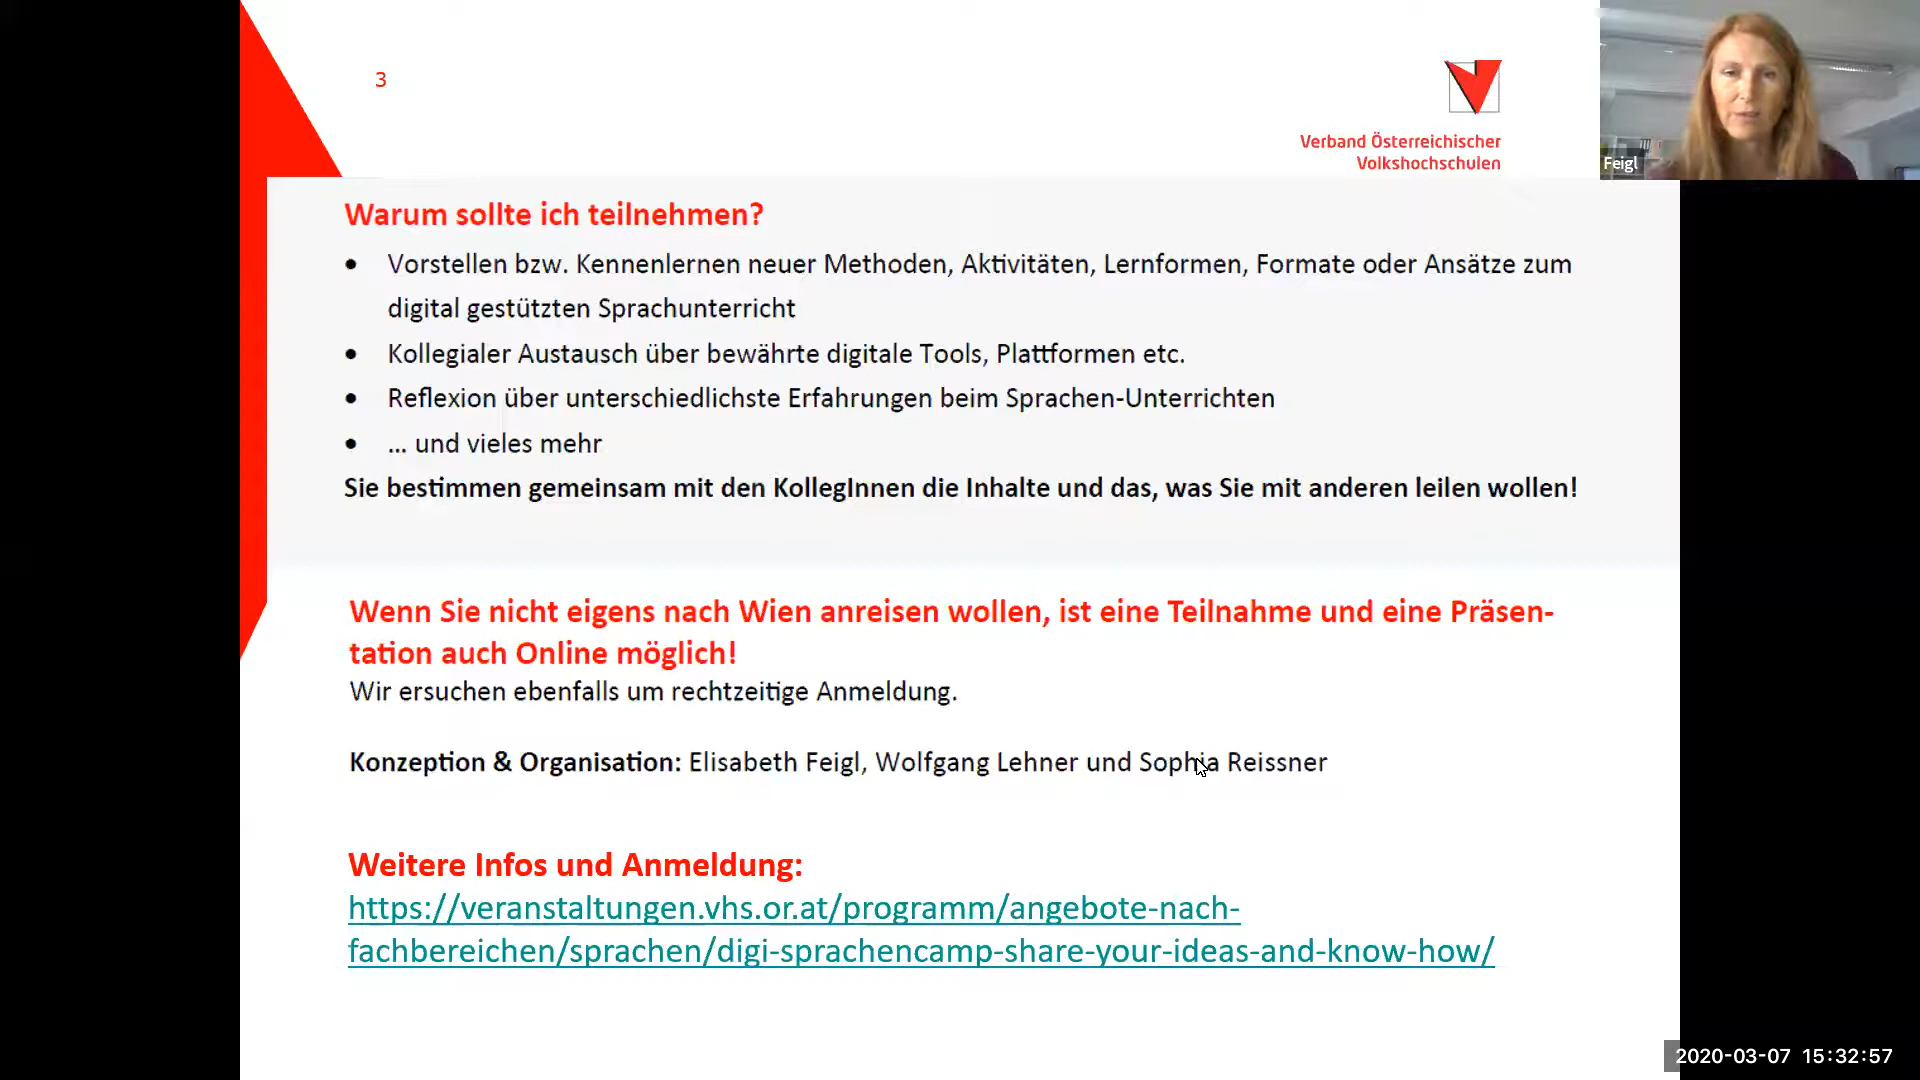 3
Verband Österreichischer
Volkshochschulen
Feigl
Warum sollte ich teilnehmen?
• Vorstellen bzw. Kennenlernen neuer Methoden, Aktivitäten, Lernformen, Formate oder Ansätze zum
digital gestützten Sprachunterricht
• Kollegialer Austausch über bewährte digitale Tools, Plattformen etc.
• Reflexion über unterschiedlichste Erfahrungen beim Sprachen-Unterrichten
• ... und vieles mehr
Sie bestimmen gemeinsam mit den KollegInnen die Inhalte und das, was Sie mit anderen leilen wollen!
Wenn Sie nicht eigens nach Wien anreisen wollen, ist eine Teilnahme und eine Präsen-
tation auch Online möglich!
Wir ersuchen ebenfalls um rechtzeitige Anmeldung.
Konzeption & Organisation: Elisabeth Feigl, Wolfgang Lehner und Sophia Reissner
Weitere Infos und Anmeldung:
https://veranstaltungen.vhs.or.at/programm/angebote-nach-
fachbereichen/sprachen/digi-sprachencamp-share-your-ideas-and-know-how/
2020-03-07 15:32:57